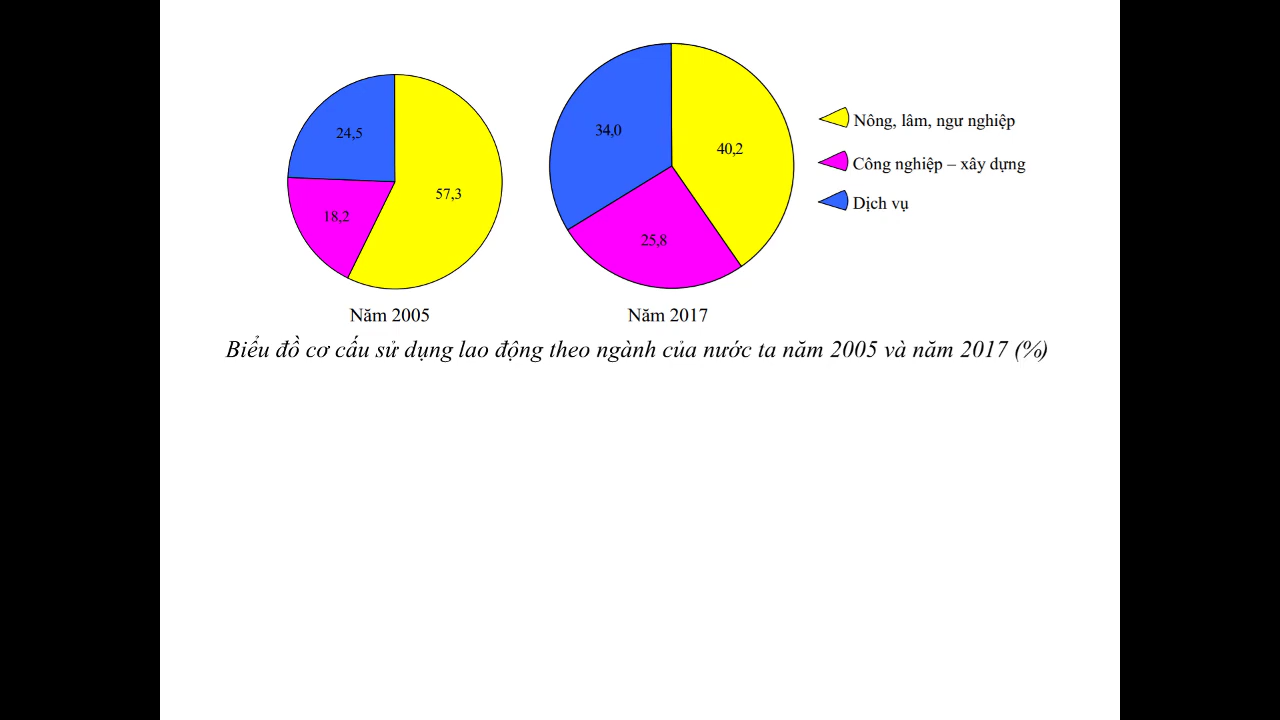 24,5
57,3
18,2
34,0
40,2
25,8
Nông, lâm, ngư nghiệp
Công nghiệp – xây dựng
Dịch vụ
Năm 2005
Năm 2017
Biểu đồ cơ cấu sử dụng lao động theo ngành của nước ta năm 2005 và năm 2017 (%)